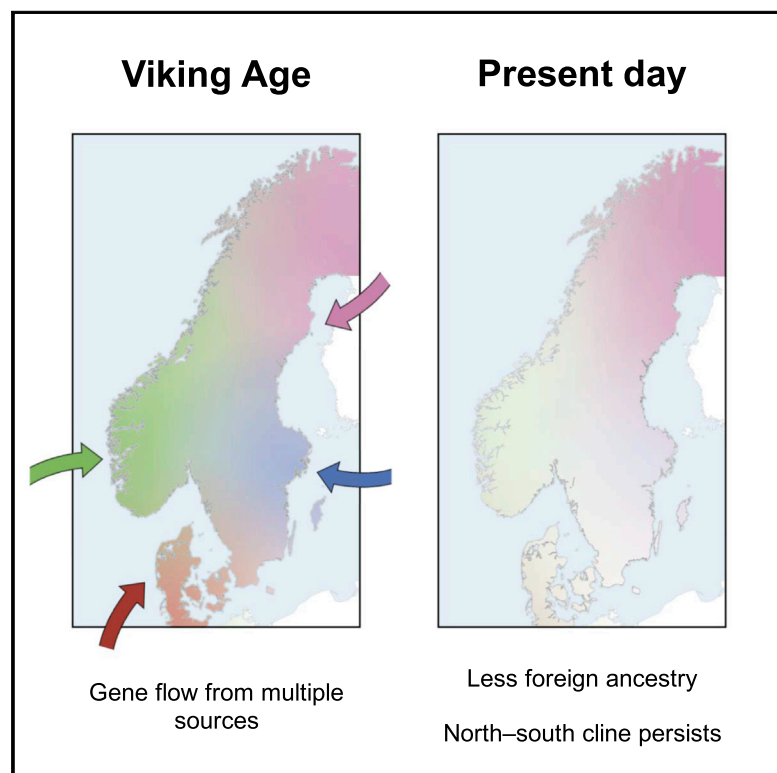 Viking Age
Present day
Gene flow from multiple
sources
Less foreign ancestry
North–south cline persists